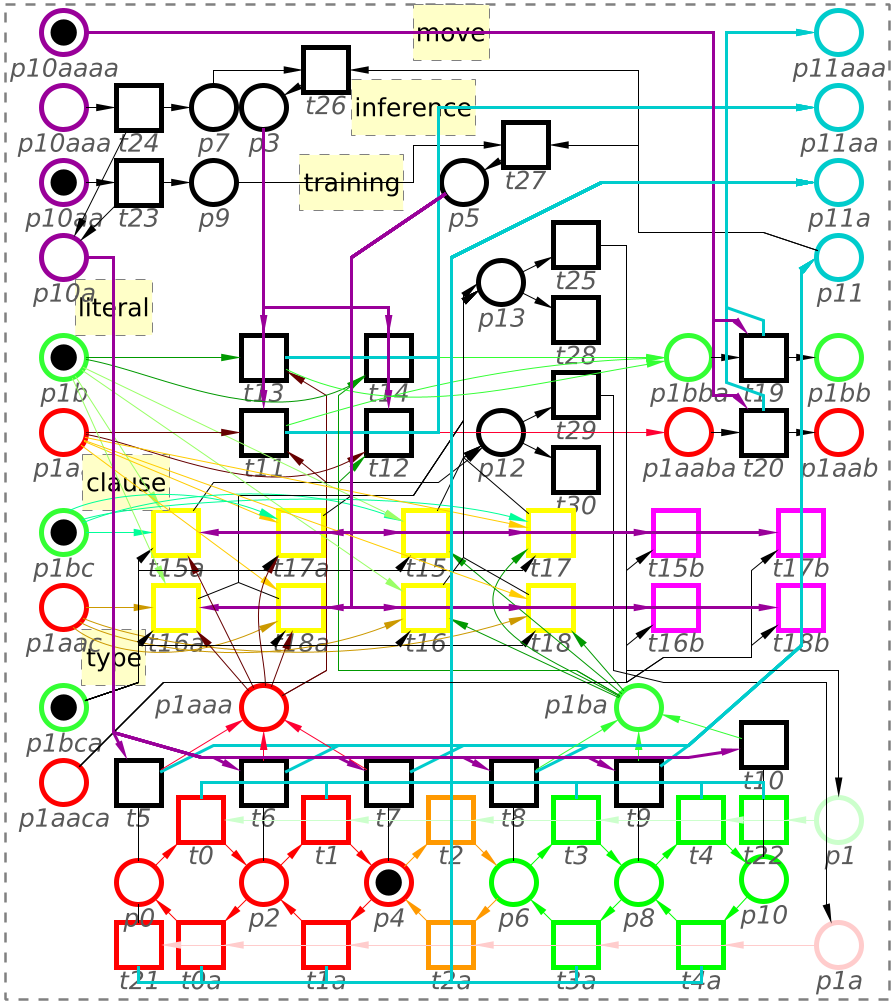 move
p10aaaa
p11aaa
t26
inference
p10aaa
t24
p7
p3
p11aa
t27
training
p10aa
t23
p9
p5
p11a
p10a
t25
p11
literal
p13
t28
p1b
t13
t14
p1bba
t19
p1bb
t29
p1a
t11
t12
p12
p1aaba
t20
p1aab
clause
t30
p1bc
t15a
t17a
t15
t17
t15b
t17b
p1aac
t16a
t18a
t16
t18
t16b
t18b
type
p1aaa
p1ba
p1bca
t10
p1aaca
t5
t6
t7
t8
t9
t0
t1
t2
t3
t4
t22
p1
p0
p2
p4
p6
p8
p10
t21
t0a
t1a
t2a
t3a
t4a
p1a